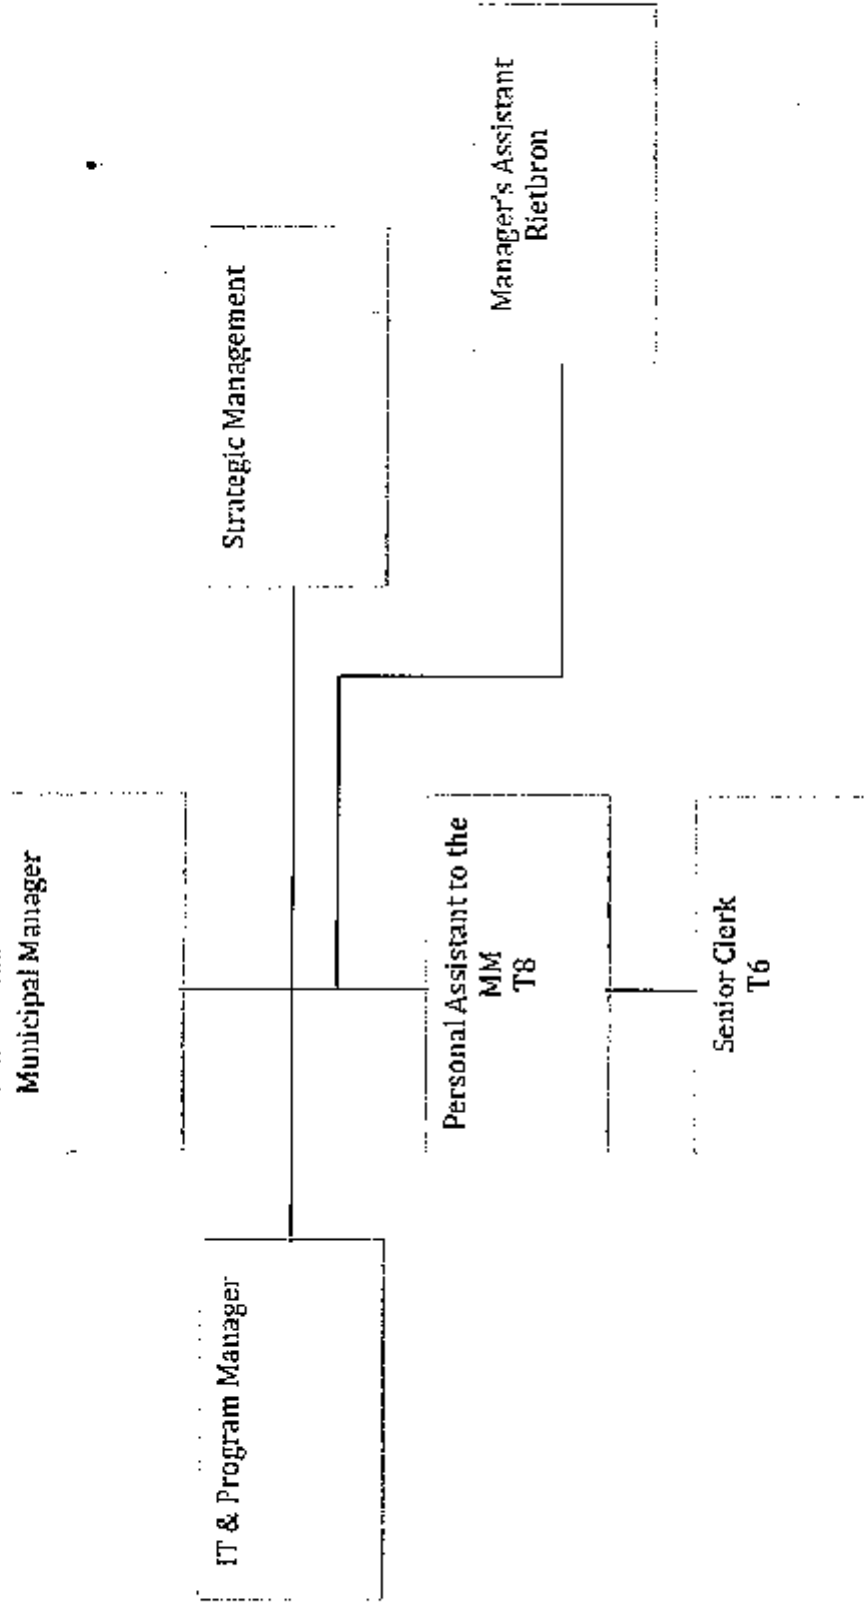 Municipal Manager
IT & Program Manager
Strategic Management
Personal Assistant to the
MM
T8
Manager's Assistant
Rietbron
Senior Clerk
T6